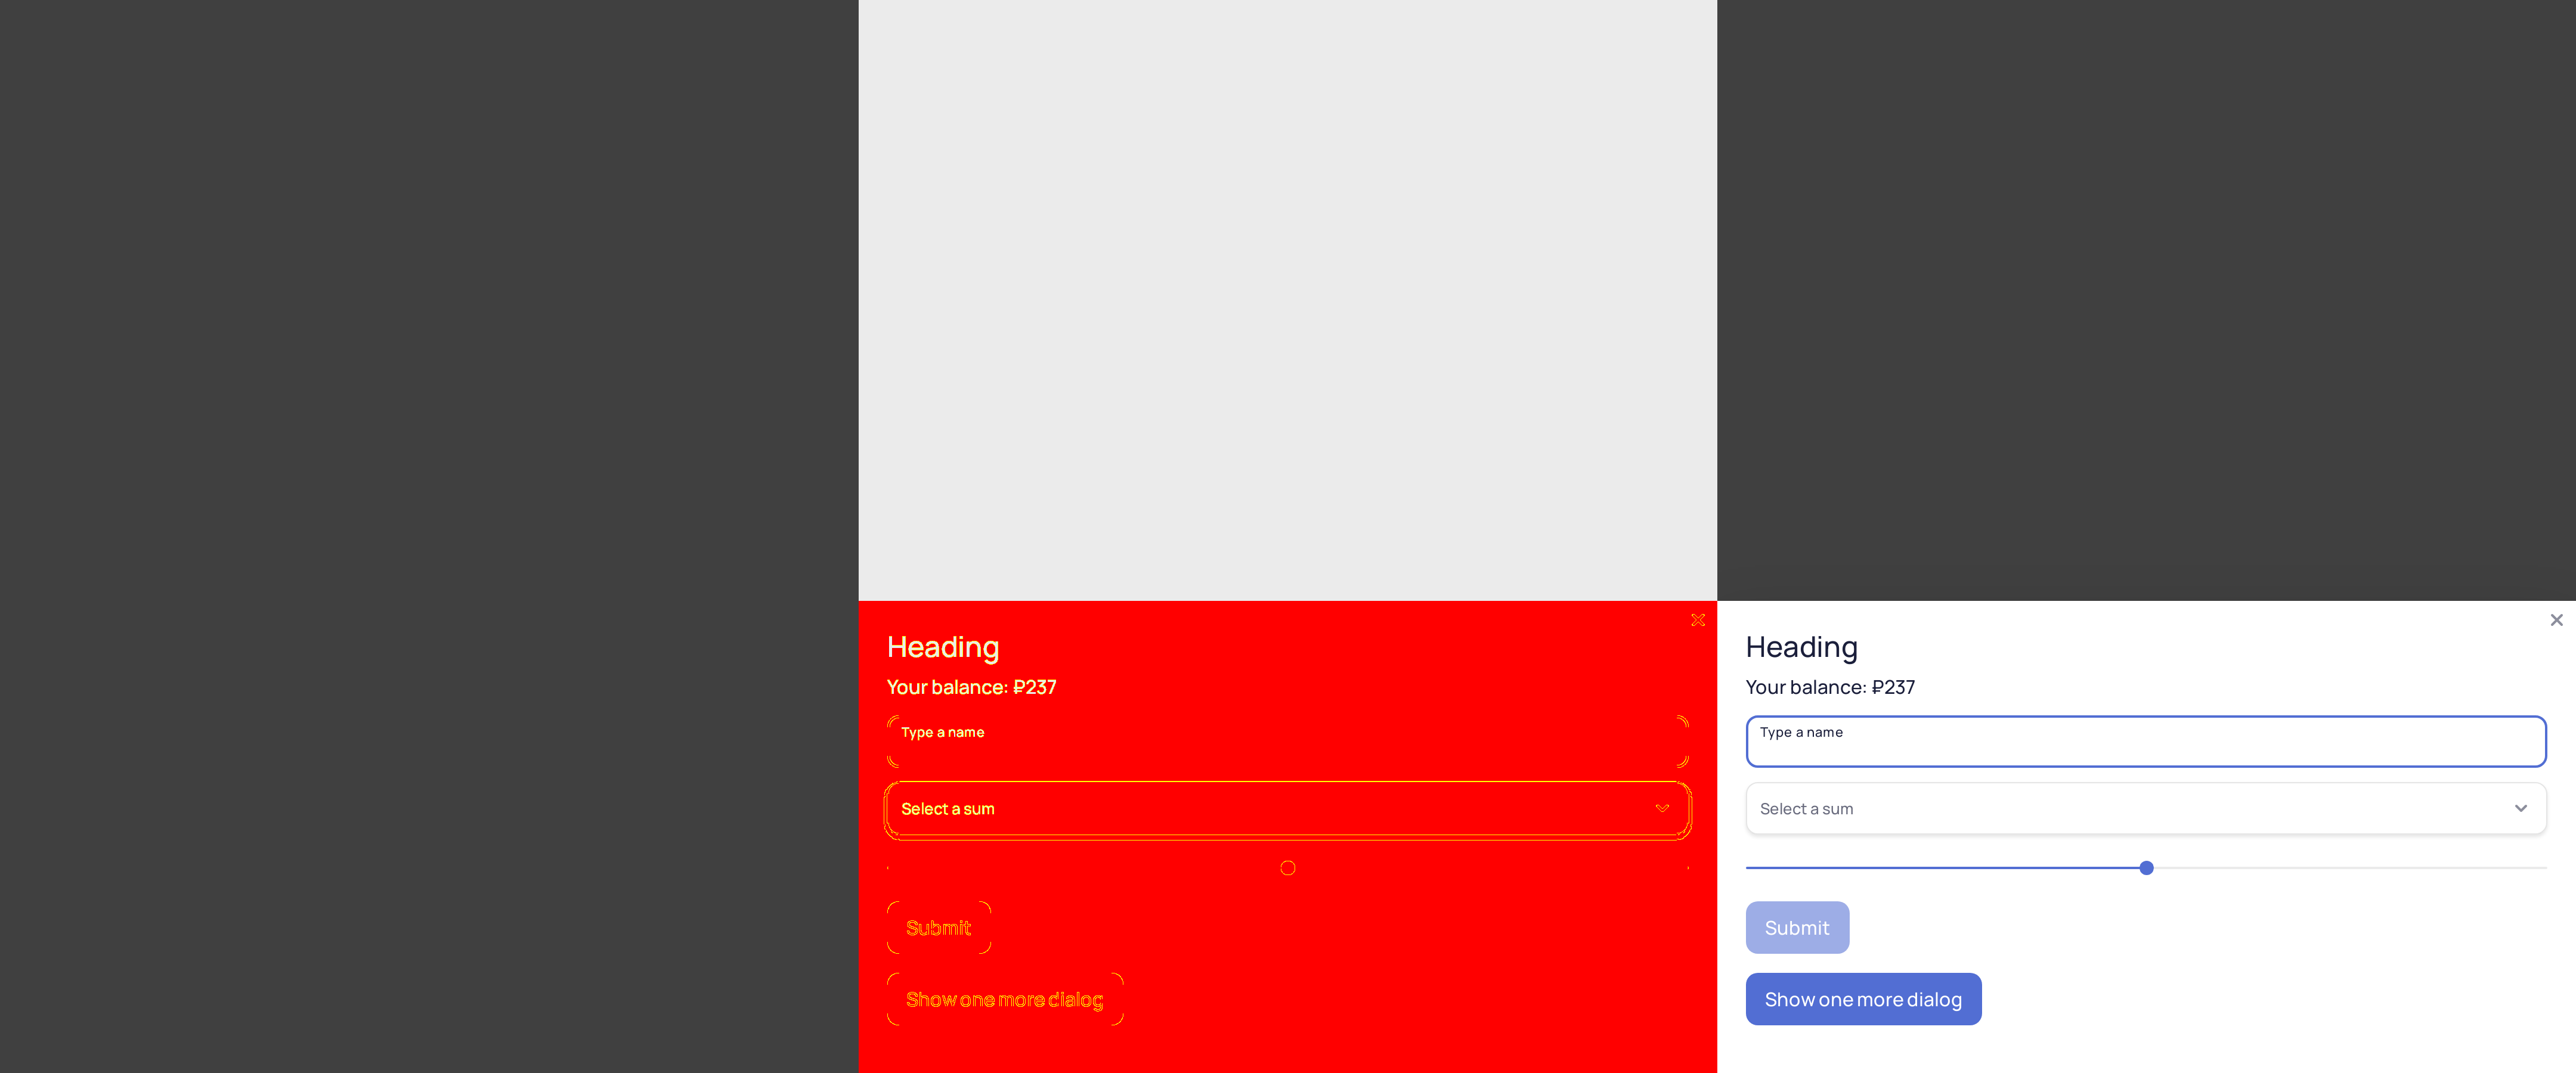 Heading
Your balance: ₽237
Type a name
Select a sum
Submit
Show one more dialog
Heading
Your balance: ₽237
Type a name
Select a sum
Submit
Show one more dialog